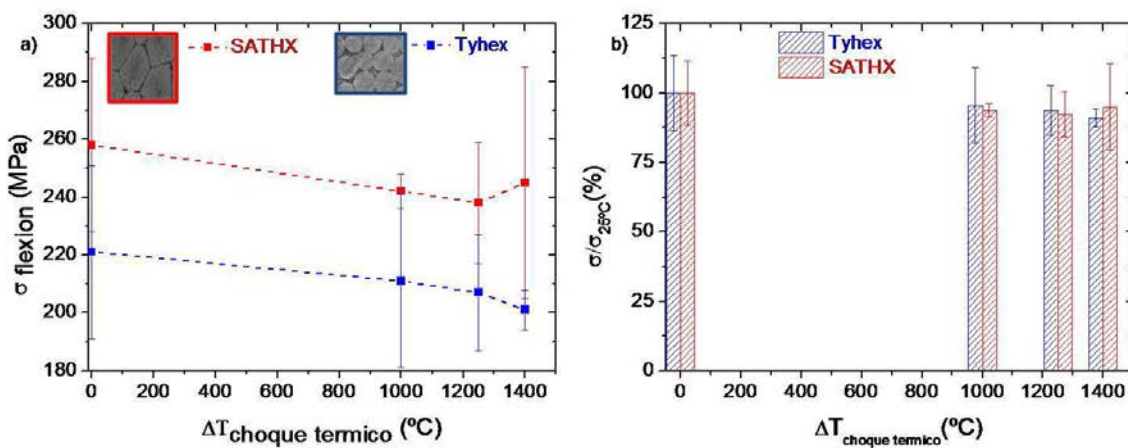 a)
SATHX
Tyhex
σ flexion (MPa)
300
280
260
240
220
200
180
0 200 400 600 800 1000 1200 1400
ΔTchoque termico (ºC)
b)
Tyhex
SATHX
σ/σ25ºC(%)
125
100
75
50
25
0
0 200 400 600 800 1000 1200 1400
ΔTchoque termico(ºC)